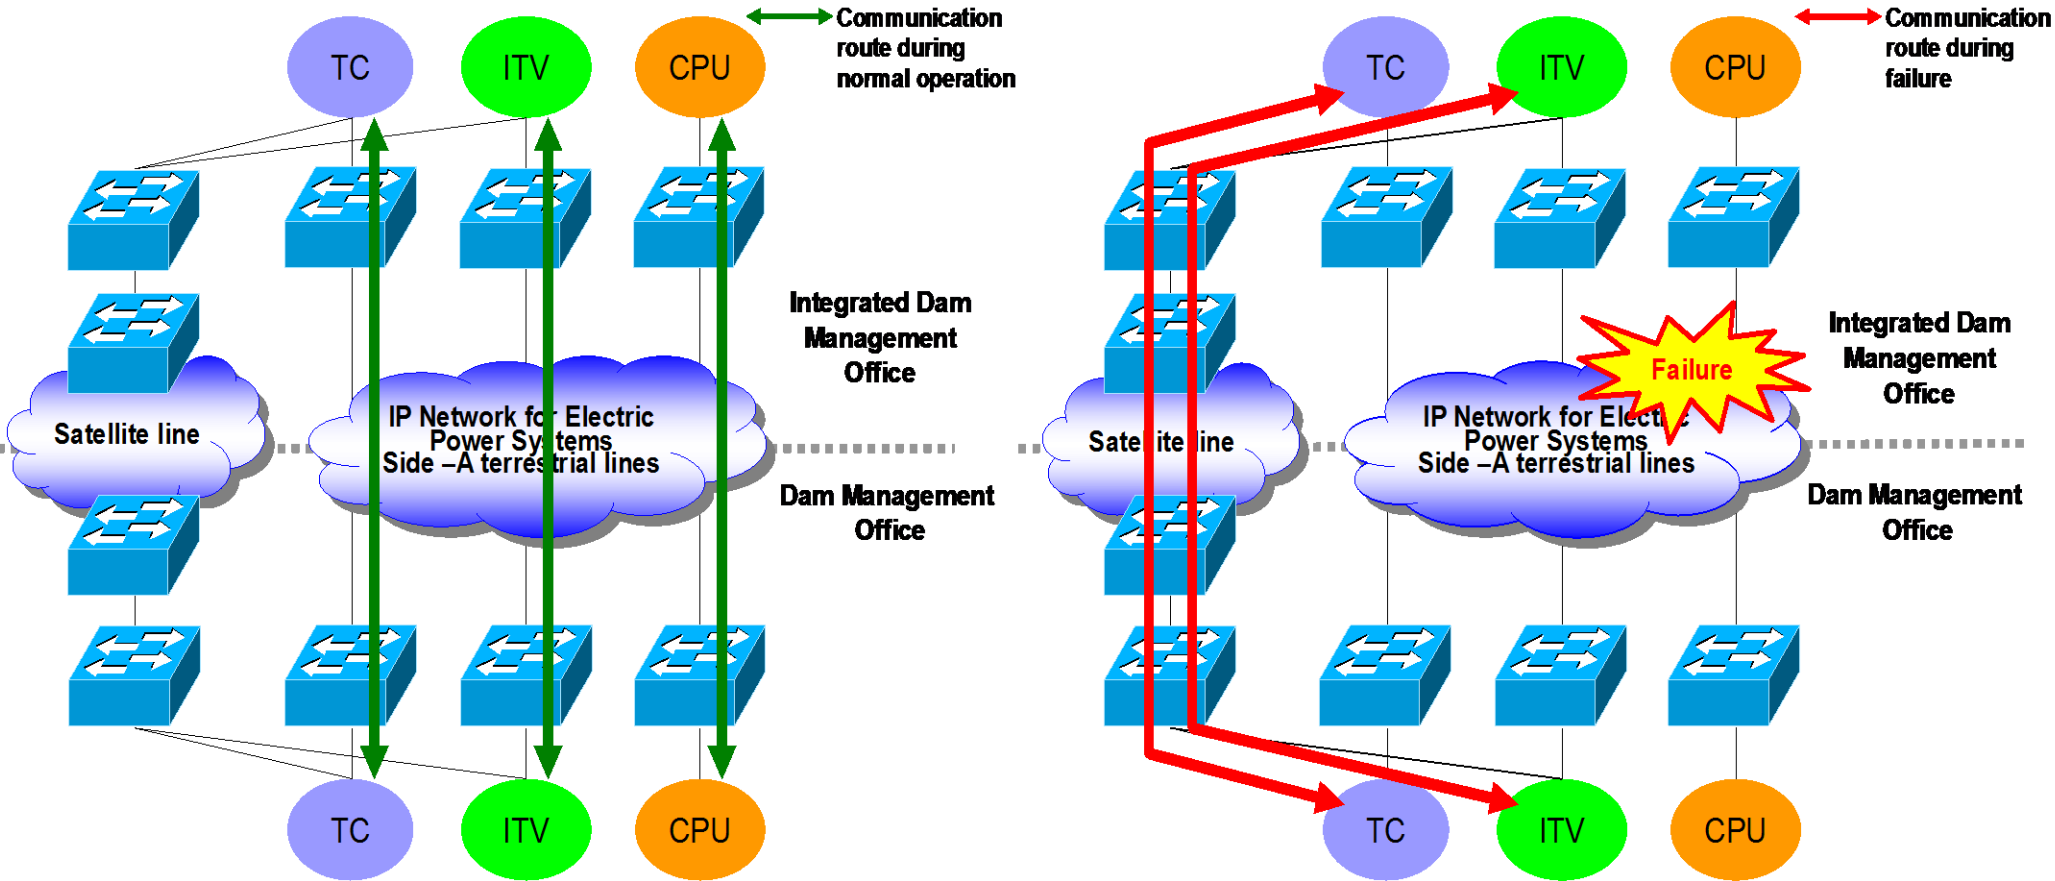 TC
ITV
CPU
Communication
route during
normal operation
Integrated Dam
Management
Office
Satellite line
IP Network for Electric
Power Systems
Side –A terrestrial lines
Dam Management
Office
TC
ITV
CPU
TC
ITV
CPU
Communication
route during
failure
Failure
Integrated Dam
Management
Office
Satellite line
IP Network for Electric
Power Systems
Side –A terrestrial lines
Dam Management
Office
TC
ITV
CPU